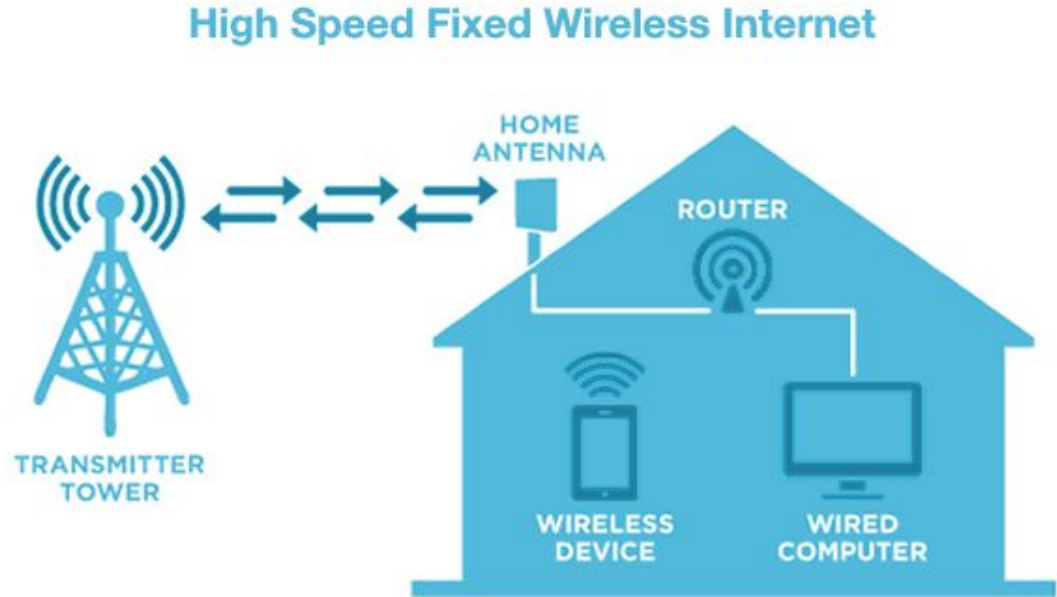 High Speed Fixed Wireless Internet
HOME
ANTENNA
ROUTER
TRANSMITTER
TOWER
WIRELESS
DEVICE
WIRED
COMPUTER